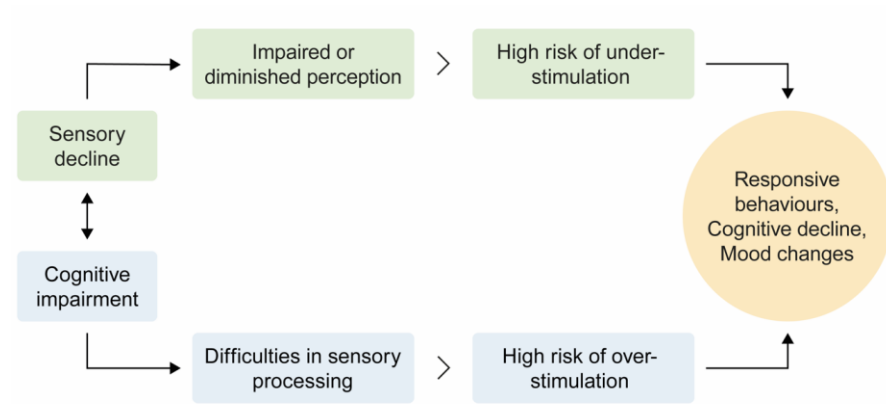 Impaired or
diminished perception
>
High risk of under-
stimulation
Sensory
decline
Responsive
behaviours,
Cognitive decline,
Mood changes
Cognitive
impairment
Difficulties in sensory
processing
>
High risk of over-
stimulation